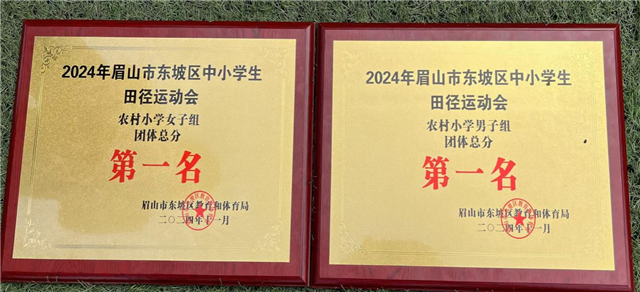 2024年眉山市东坡区中小学生
田径运动会
农村小学女子组
团体总分
第一名
眉山市东坡区教育和体育局
二〇二四年十一月
2024年眉山市东坡区中小学生
田径运动会
农村小学男子组
团体总分
第一名
眉山市东坡区教育和体育局
二〇二四年十一月